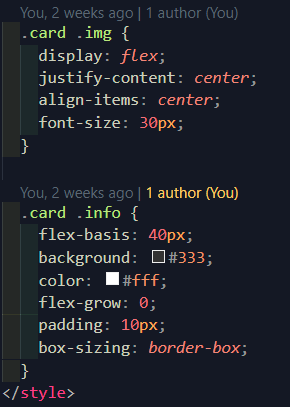 You, 2 weeks ago | 1 author (You)
.card .img {
display: flex;
justify-content: center;
align-items: center;
font-size: 30px;
}
You, 2 weeks ago | 1 author (You)
.card .info {
flex-basis: 40px;
background: #333;
color: #fff;
flex-grow: 0;
padding: 10px;
box-sizing: border-box;
}
</style>